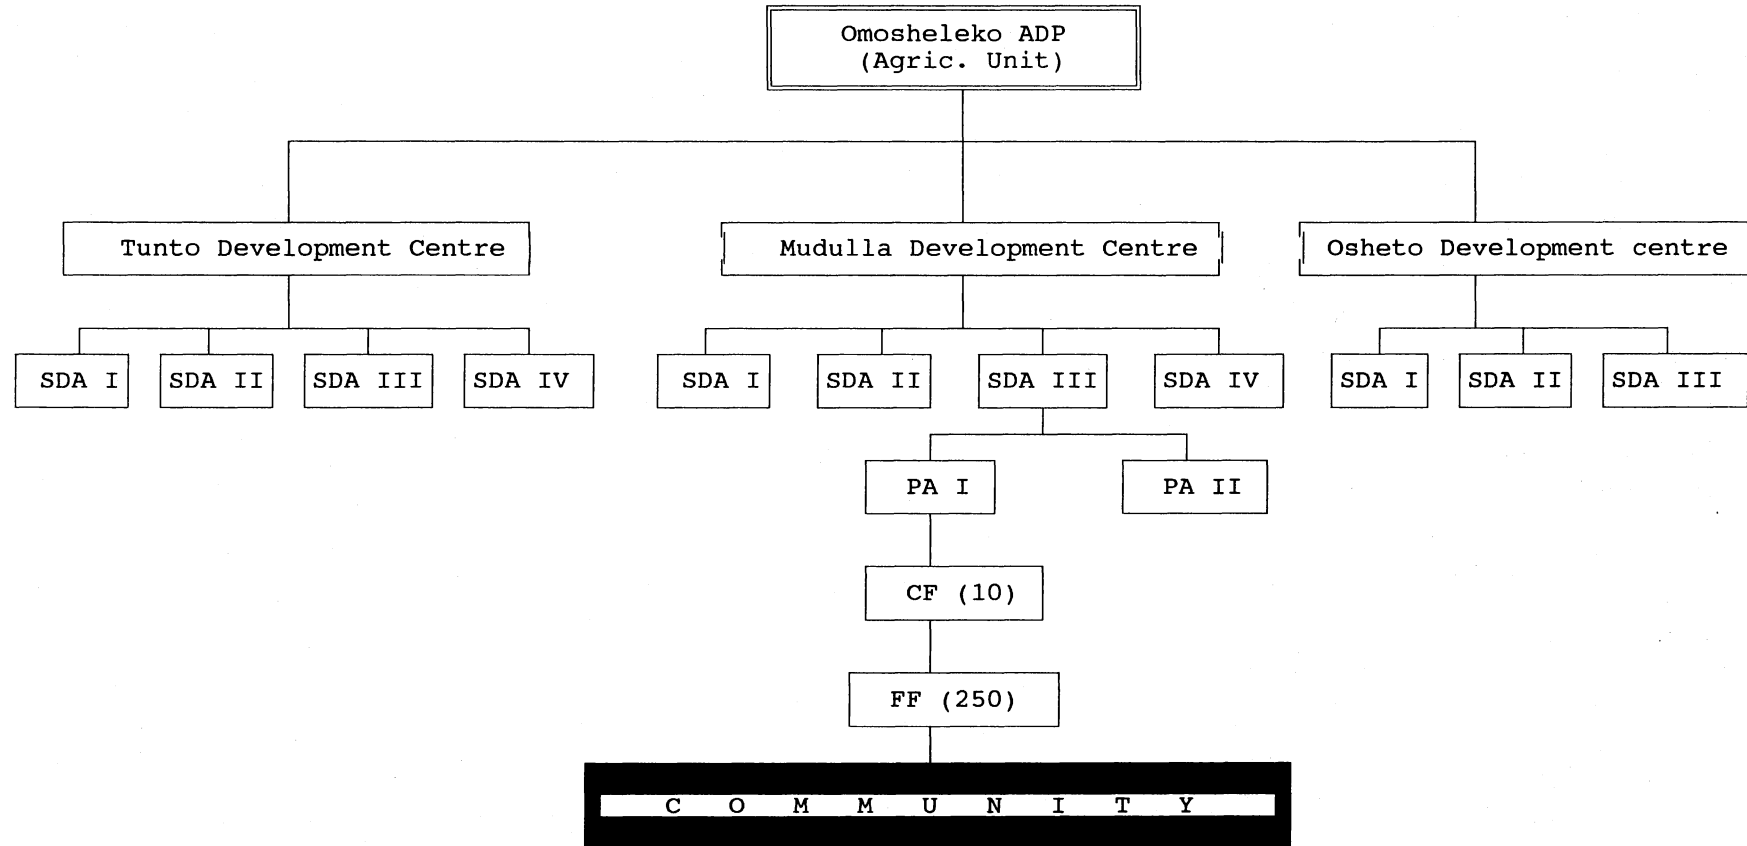 Omosheleko ADP
(Agric. Unit)
Tunto Development Centre
Mudulla Development Centre
Osheto Development centre
SDA I
SDA II
SDA III
SDA IV
SDA I
SDA II
SDA III
SDA IV
SDA I
SDA II
SDA III
PA I
PA II
CF (10)
FF (250)
C O M M U N I T Y